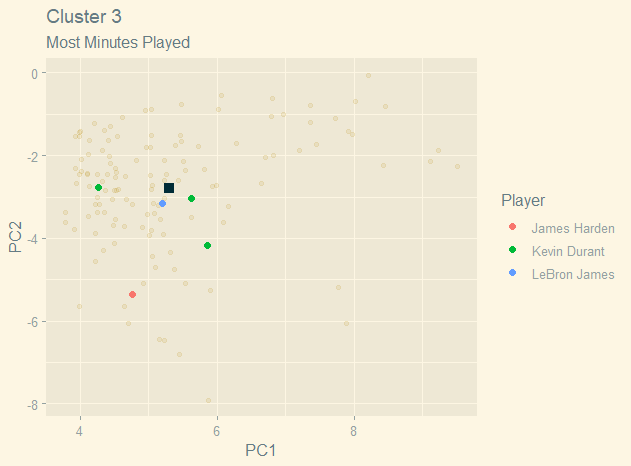 Cluster 3
Most Minutes Played
0
-2
-4
-6
-8
PC2
4
6
8
PC1
Player
James Harden
Kevin Durant
LeBron James